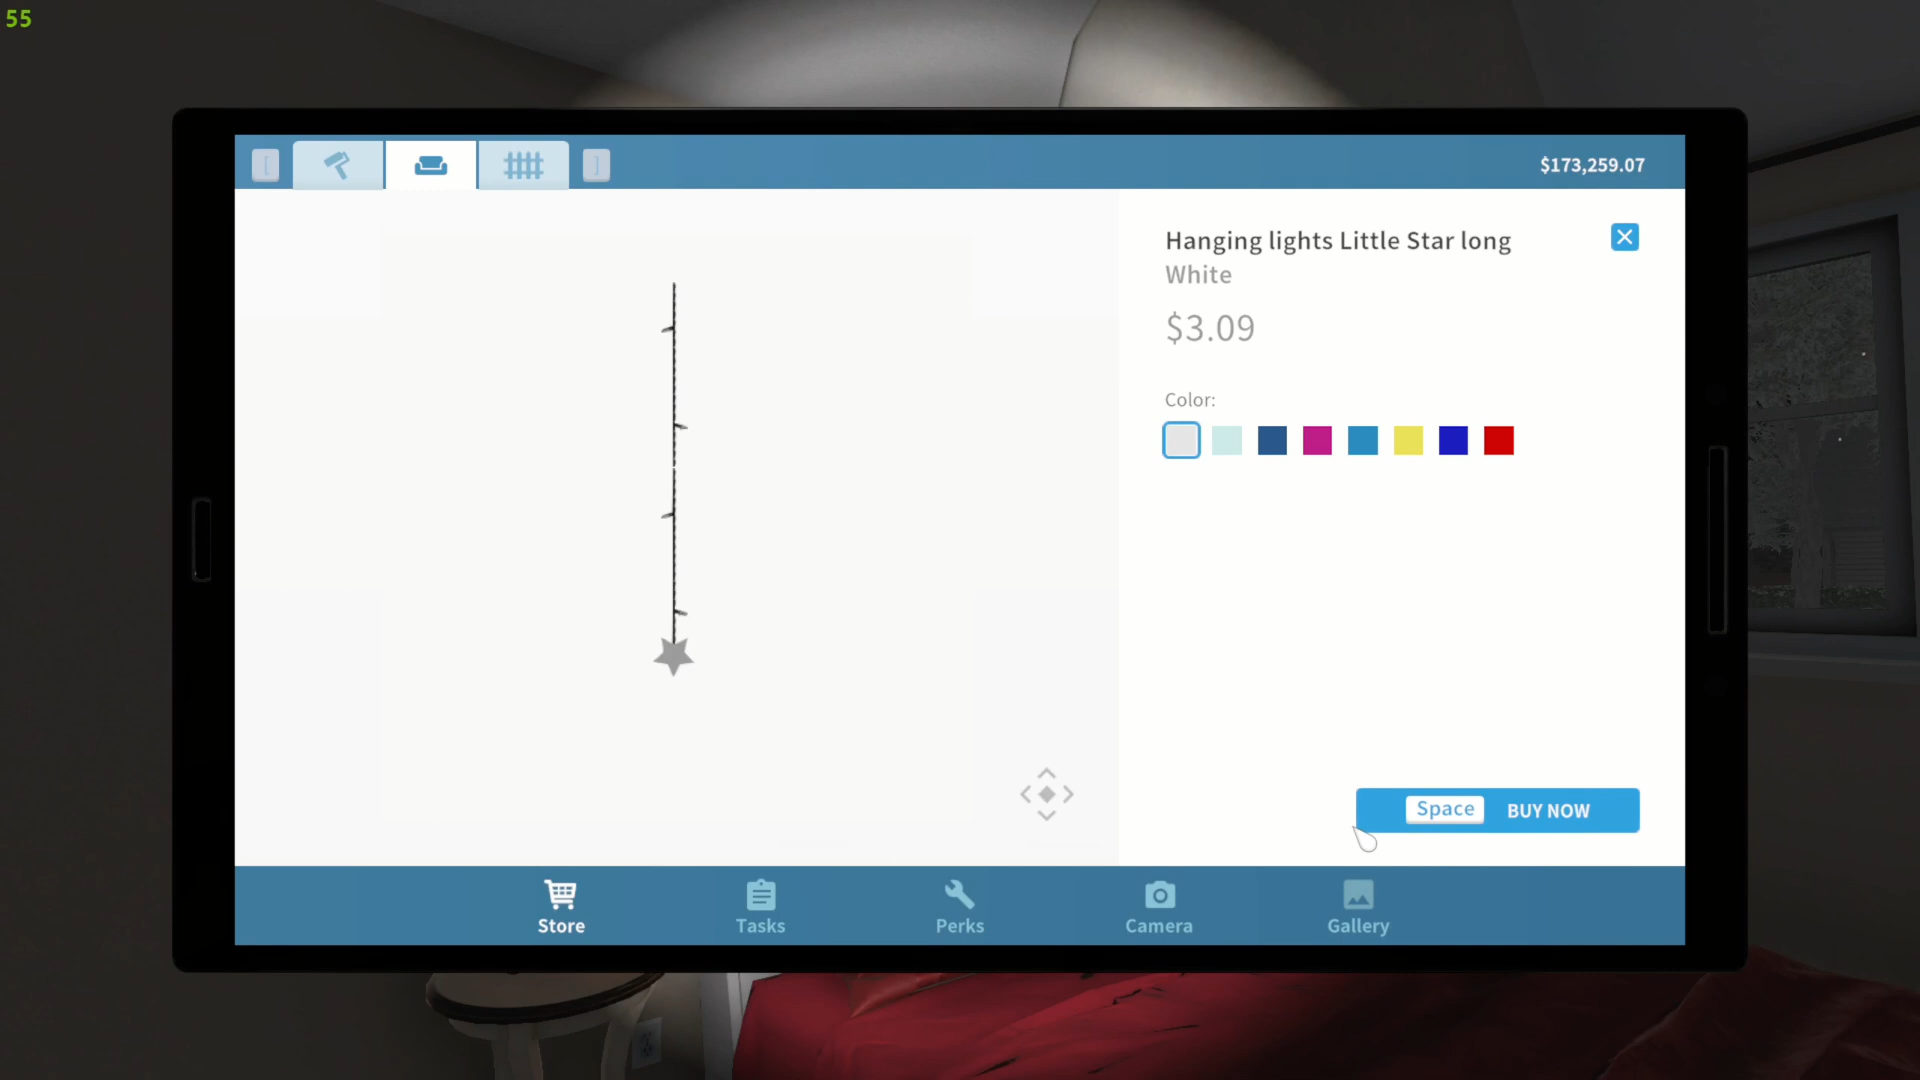 55
[
]
$173,259.07
Hanging lights Little Star long
White
$3.09
Color:
Space BUY NOW
Store Tasks Perks Camera Gallery